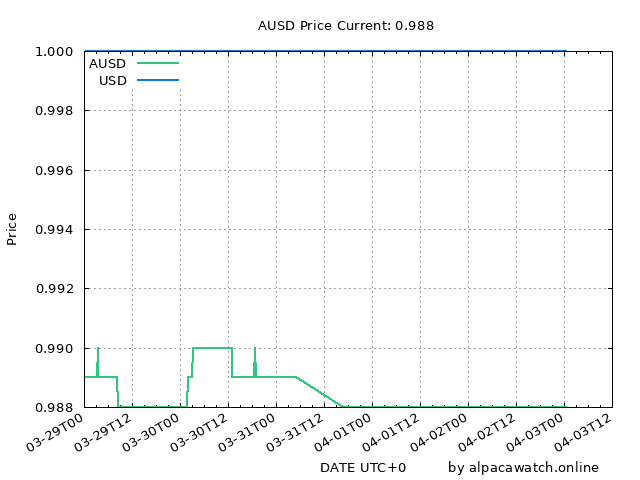 AUSD Price Current: 0.988
1.000
AUSD
USD
0.998
0.996
0.994
0.992
0.990
0.988
Price
03-29T00
03-29T12
03-30T00
03-30T12
03-31T00
03-31T12
04-01T00
04-01T12
04-02T00
04-02T12
04-03T00
04-03T12
DATE UTC+0
by alpacawatch.online